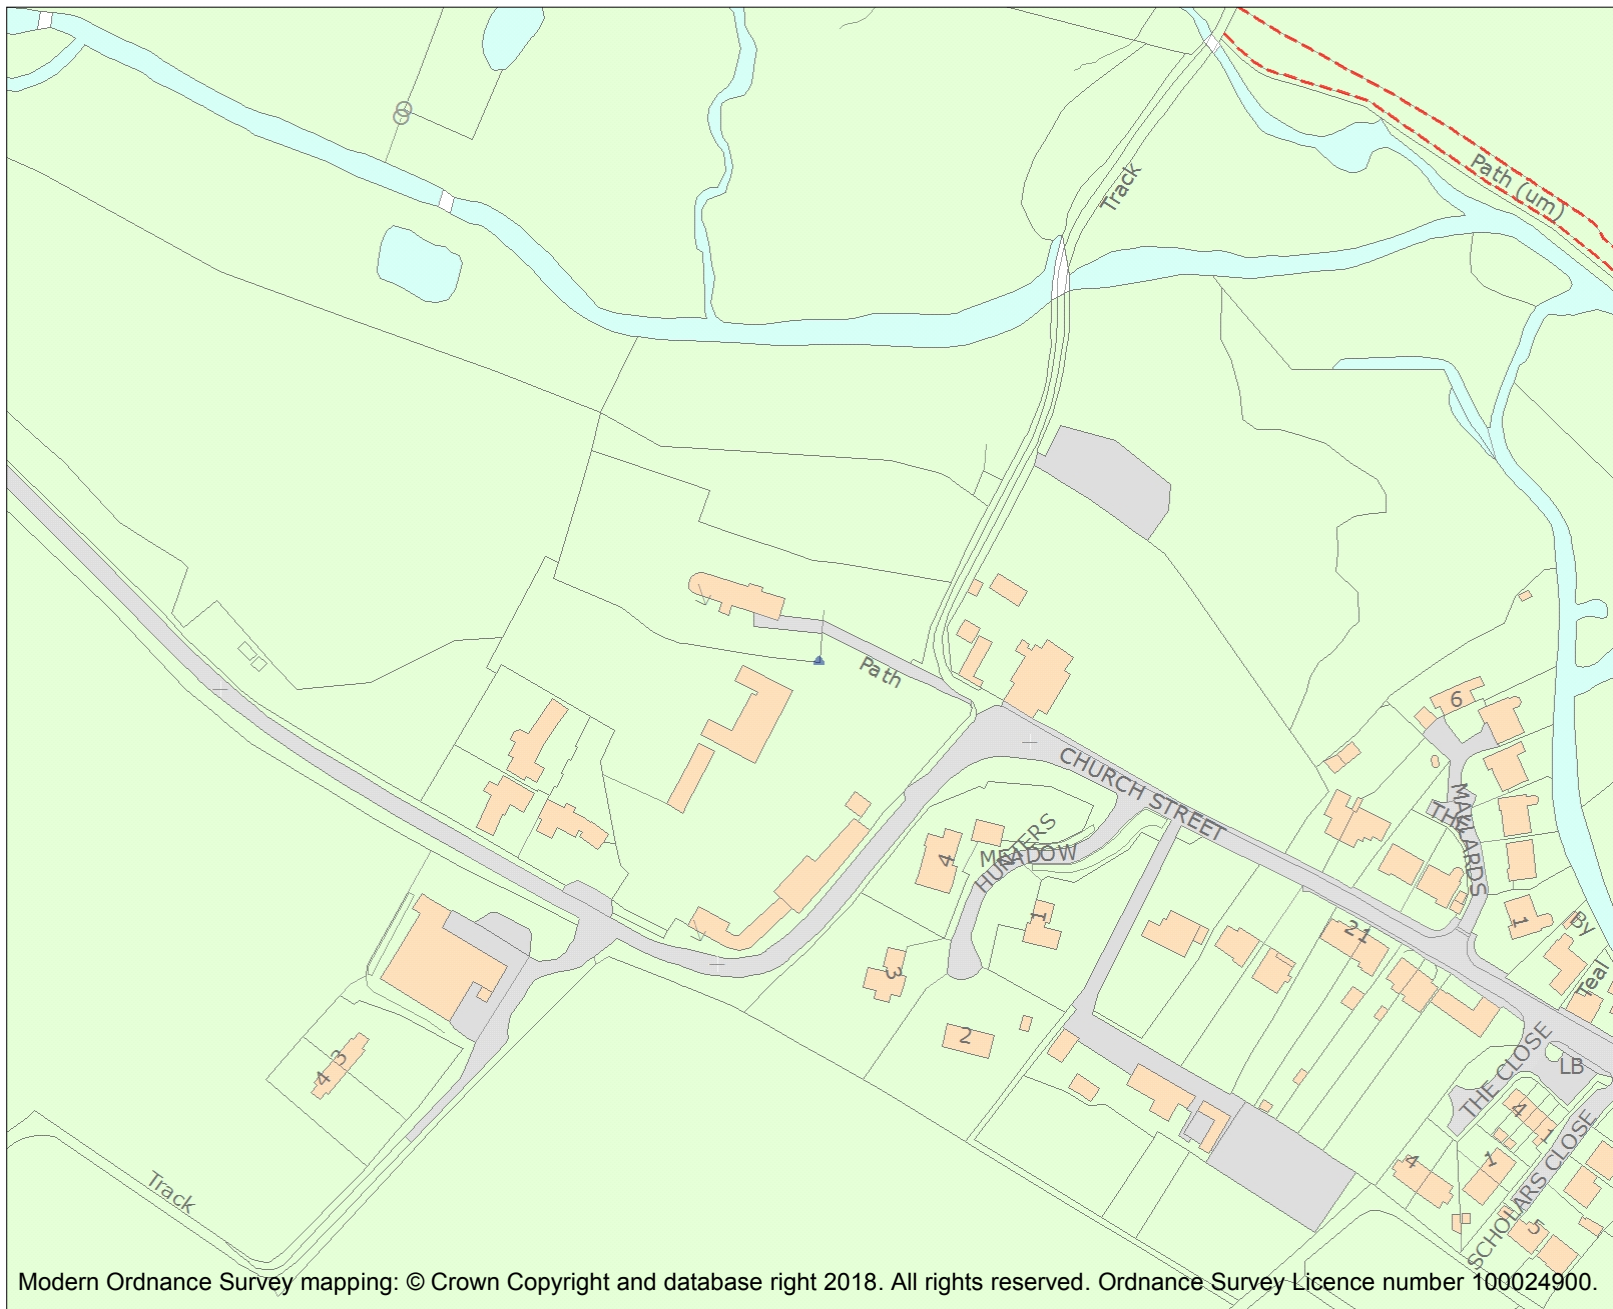 Track
Path (um)
Path
CHURCH STREET
HUNTERS
MEADOW
4
1
3
2
6
THE
MALLARDS
1
21
By
Teal
THE CLOSE
LB
4
1
4
1
SCHOLARS CLOSE
5
3
4
Track
Modern Ordnance Survey mapping: © Crown Copyright and database right 2018. All rights reserved. Ordnance Survey Licence number 100024900.